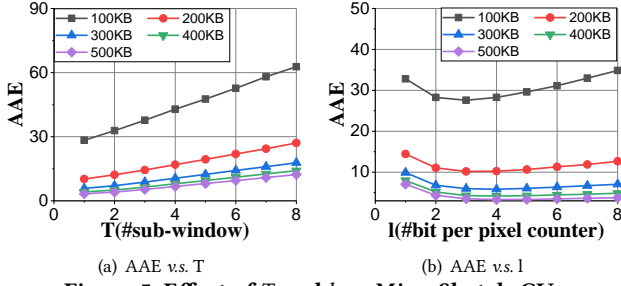 90
60
30
0
AAE
100KB 200KB
300KB 400KB
500KB
0 2 4 6 8
T(#sub-window)
(a) AAE v.s. T
50
40
30
20
10
AAE
100KB 200KB
300KB 400KB
500KB
0 2 4 6 8
l(#bit per pixel counter)
(b) AAE v.s. l